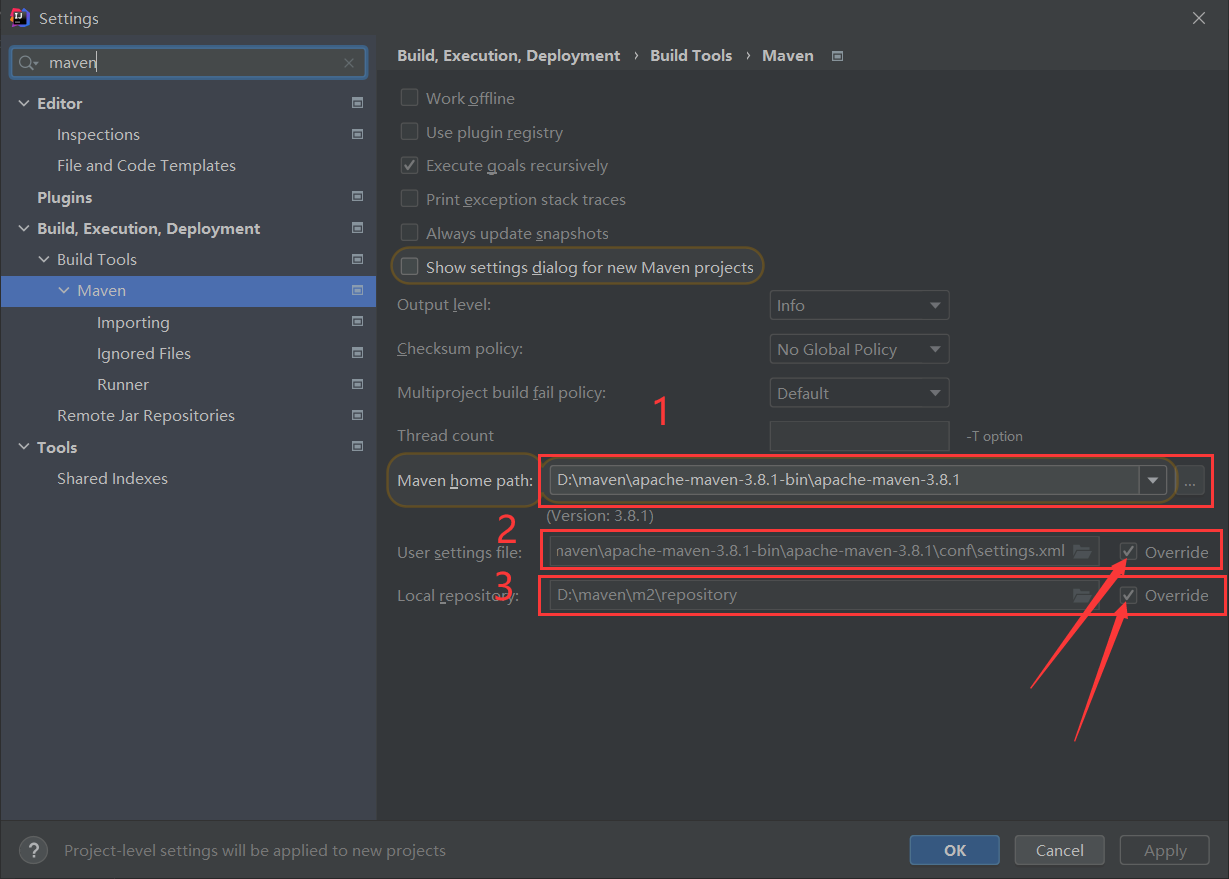 Settings
maven
Editor
Inspections
File and Code Templates
Plugins
Build, Execution, Deployment
Build Tools
Maven
Importing
Ignored Files
Runner
Remote Jar Repositories
Tools
Shared Indexes
Build, Execution, Deployment › Build Tools › Maven
Work offline
Use plugin registry
Execute goals recursively
Print exception stack traces
Always update snapshots
Show settings dialog for new Maven projects
Output level: Info
Checksum policy: No Global Policy
Multiproject build fail policy: Default
1
Thread count -T option
Maven home path: D:\maven\apache-maven-3.8.1-bin\apache-maven-3.8.1 ...
(Version: 3.8.1)
2
User settings file: maven\apache-maven-3.8.1-bin\apache-maven-3.8.1\conf\settings.xml Override
3
Local repository: D:\maven\m2\repository Override
? Project-level settings will be applied to new projects
OK Cancel Apply